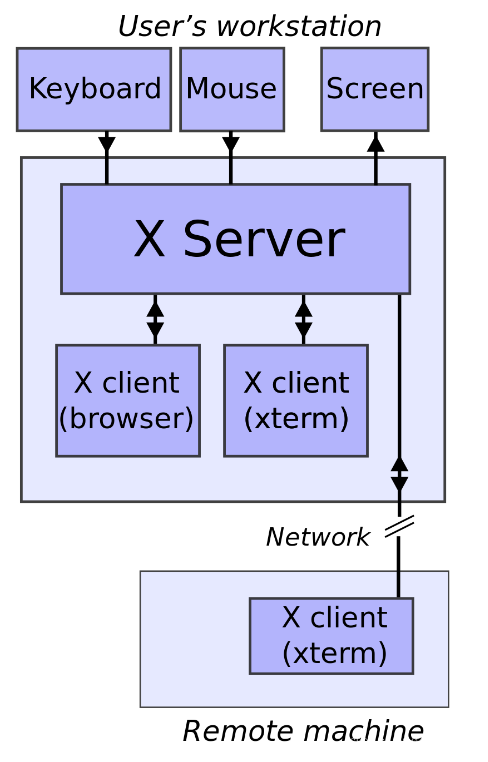 User’s workstation
Keyboard
Mouse
Screen
X Server
X client
(browser)
X client
(xterm)
Network
X client
(xterm)
Remote machine